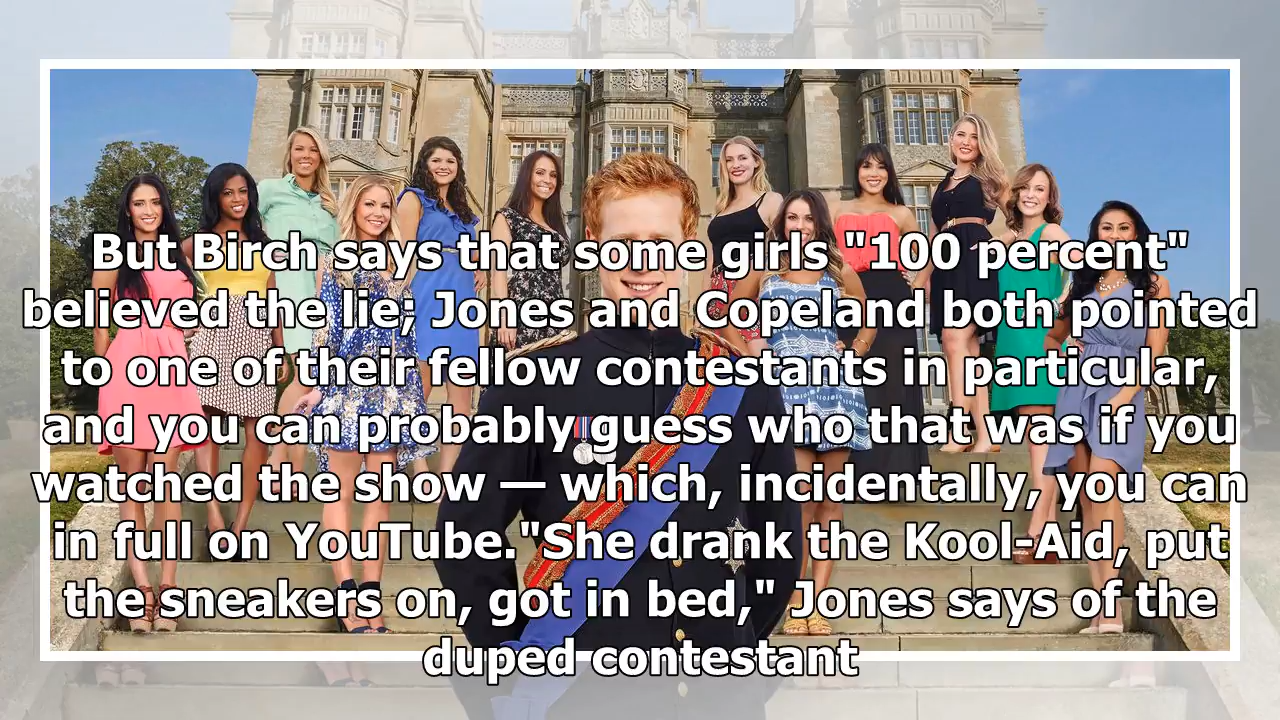 But Birch says that some girls "100 percent"
believed the lie; Jones and Copeland both pointed
to one of their fellow contestants in particular,
and you can probably guess who that was if you
watched the show — which, incidentally, you can
in full on YouTube."She drank the Kool-Aid, put
the sneakers on, got in bed," Jones says of the
duped contestant